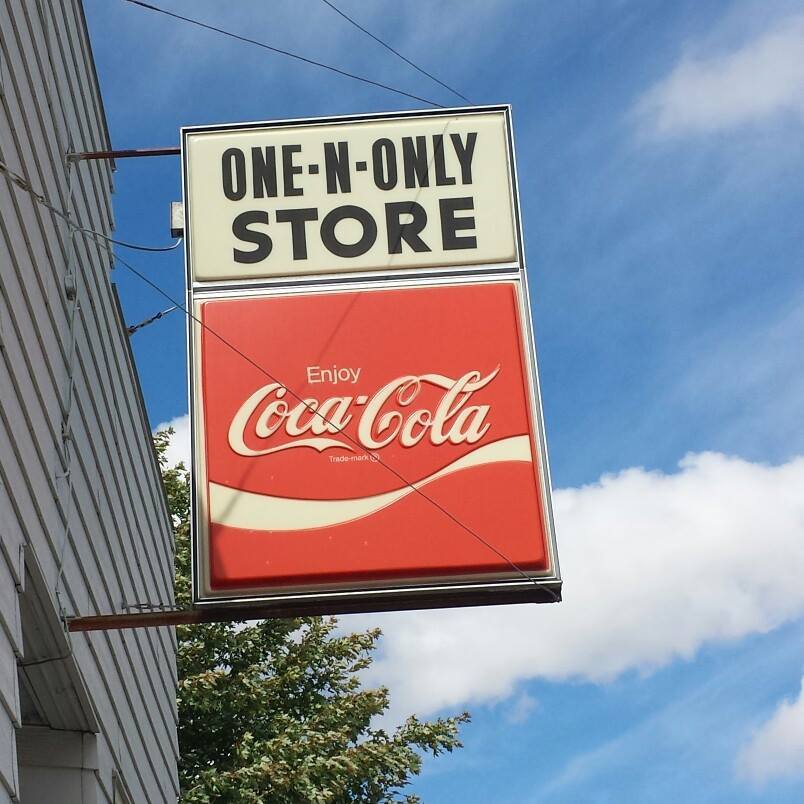 ONE-N-ONLY
STORE
Enjoy
Coca-Cola
Trade-mark ®